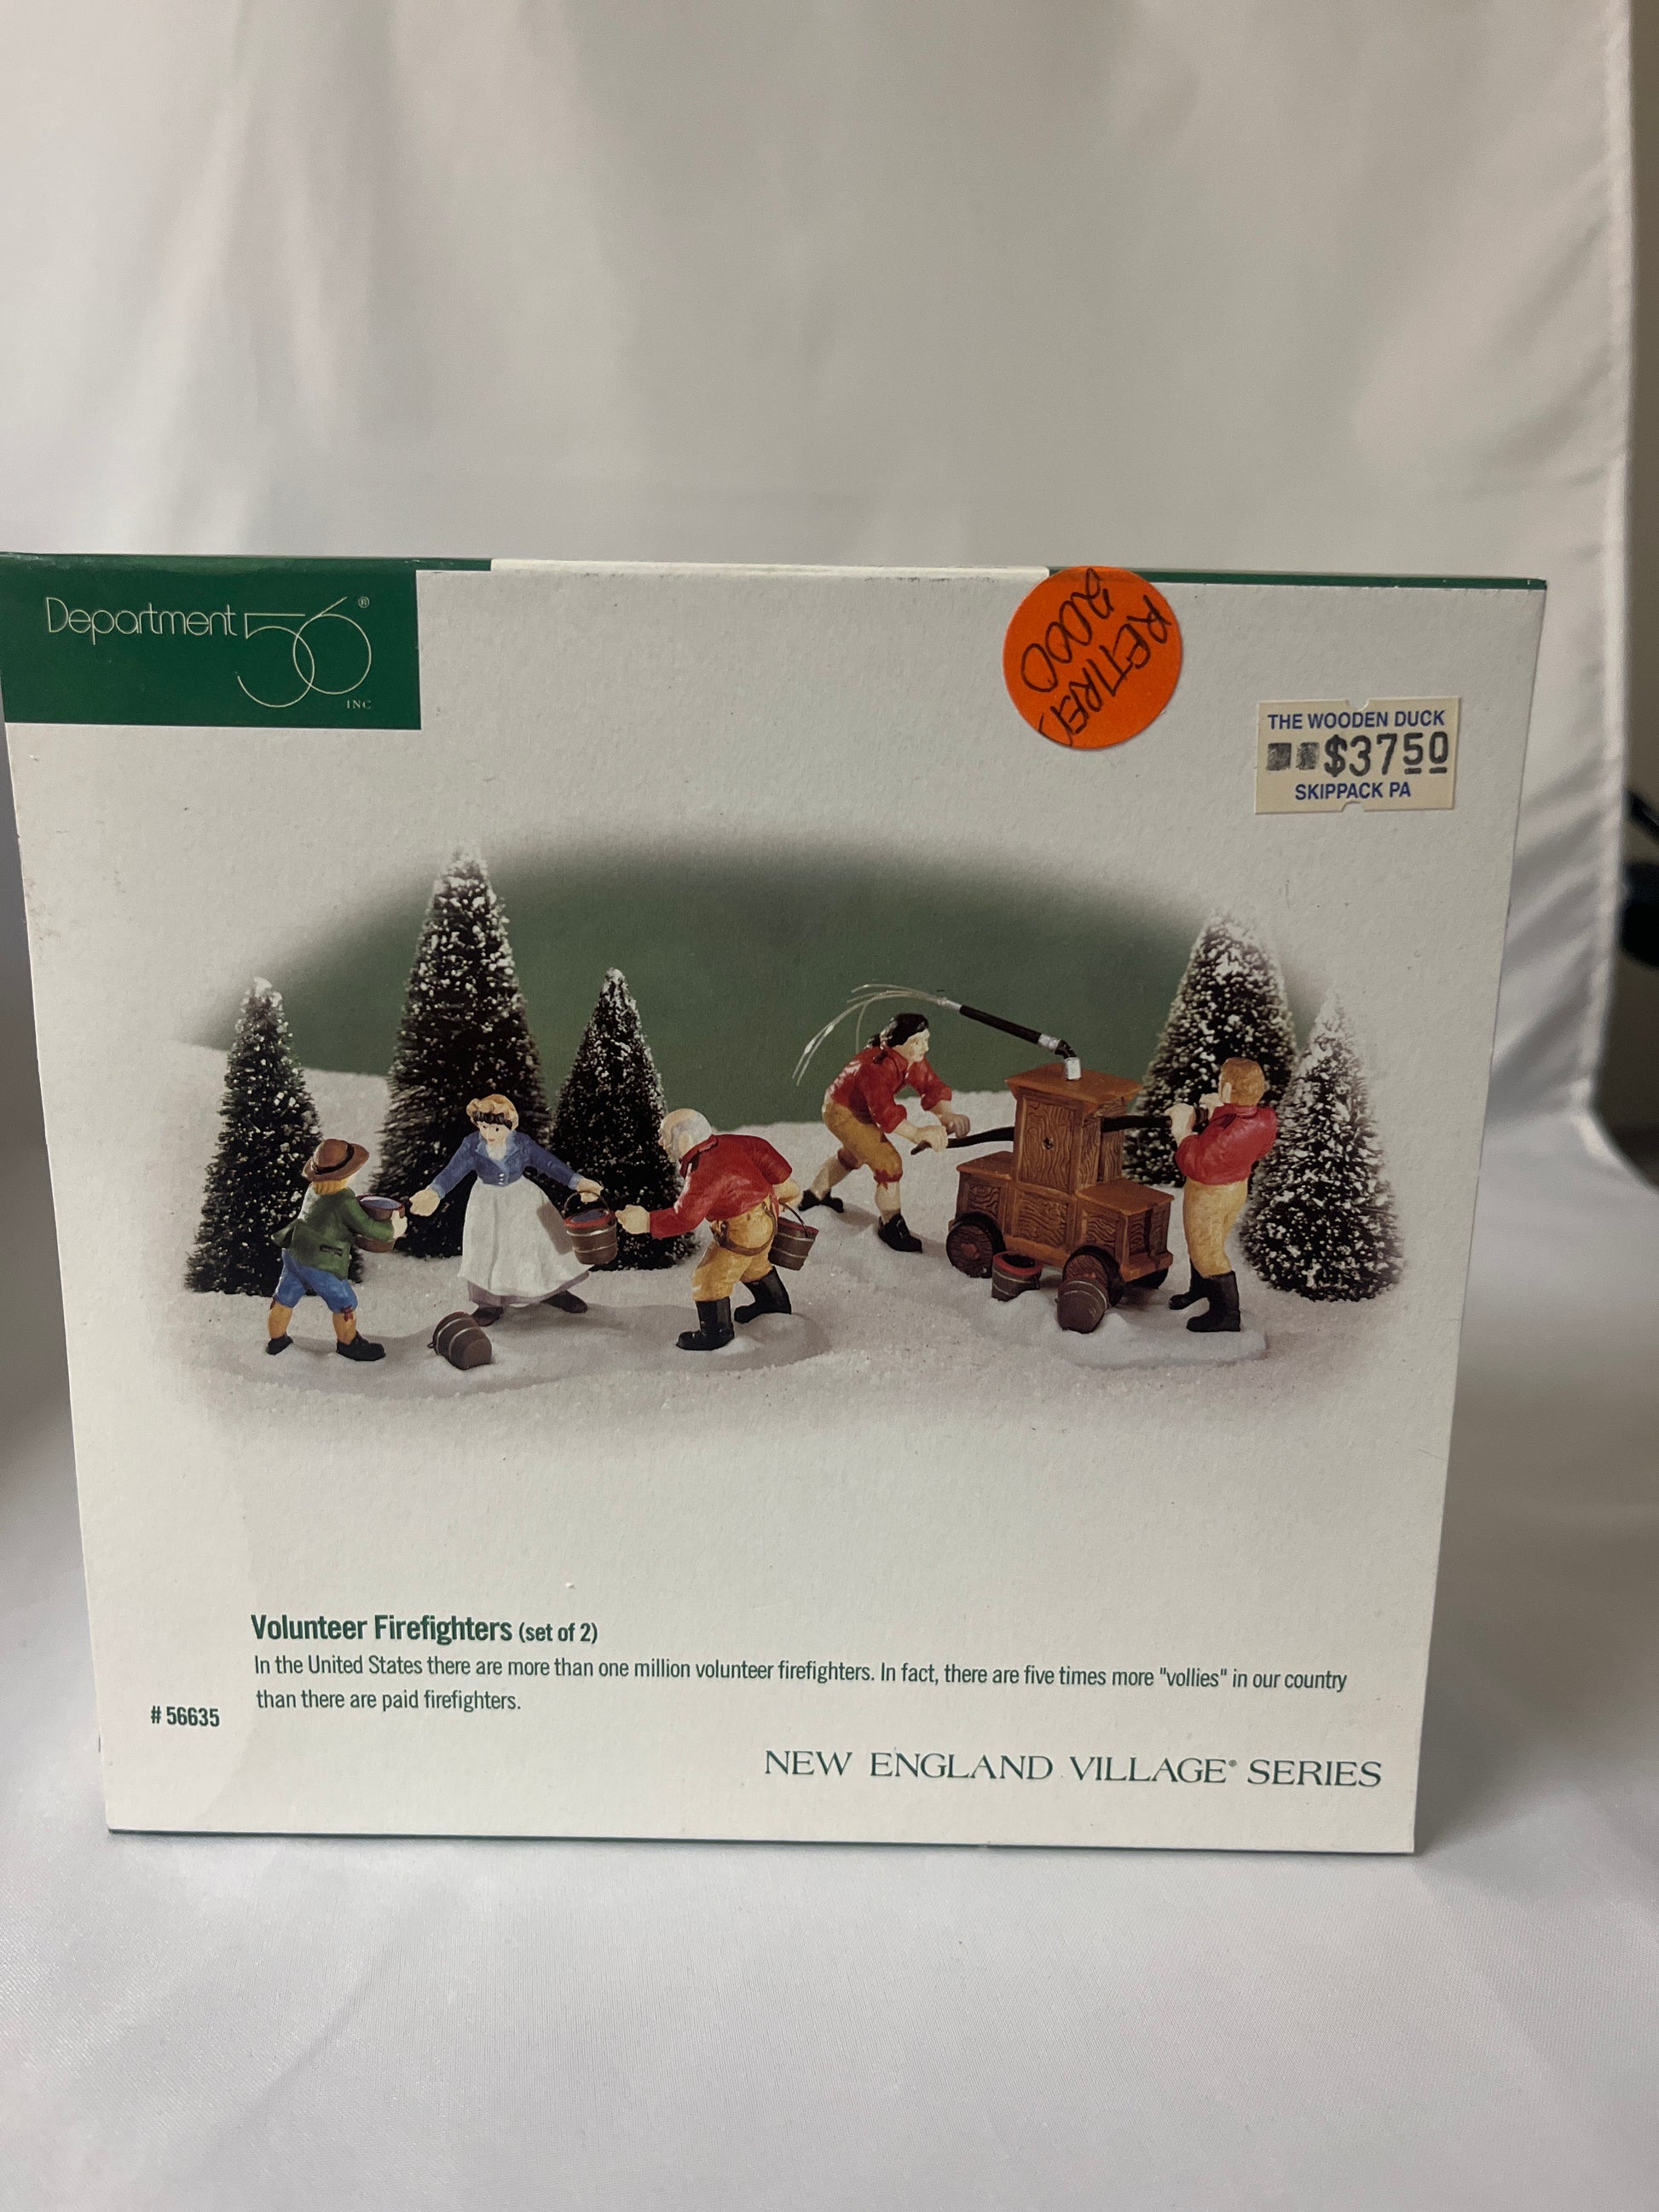 Department 56®
INC
RETIRED
2000
THE WOODEN DUCK
$3750
SKIPPACK PA
Volunteer Firefighters (set of 2)
In the United States there are more than one million volunteer firefighters. In fact, there are five times more "vollies" in our country
than there are paid firefighters.
# 56635
NEW ENGLAND VILLAGE® SERIES